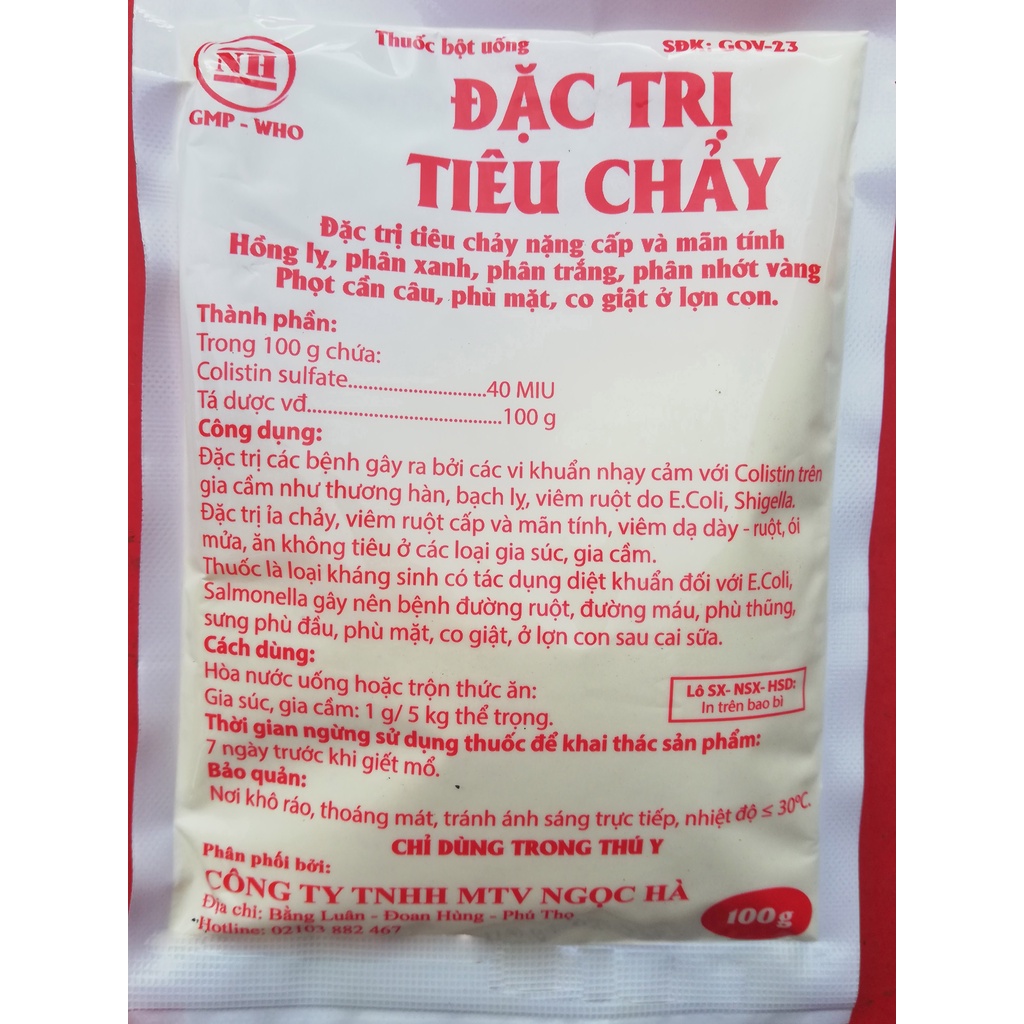 NH
GMP - WHO
Thuốc bột uống
SĐK: GOV-23
ĐẶC TRỊ
TIÊU CHẢY
Đặc trị tiêu chảy nặng cấp và mãn tính
Hồng lỵ, phân xanh, phân trắng, phân nhớt vàng
Phọt cần câu, phù mặt, co giật ở lợn con.
Thành phần:
Trong 100 g chứa:
Colistin sulfate............................40 MIU
Tá dược vđ.......................................100 g
Công dụng:
Đặc trị các bệnh gây ra bởi các vi khuẩn nhạy cảm với Colistin trên
gia cầm như thương hàn, bạch lỵ, viêm ruột do E.Coli, Shigella.
Đặc trị ỉa chảy, viêm ruột cấp và mãn tính, viêm dạ dày - ruột, ói
mửa, ăn không tiêu ở các loại gia súc, gia cầm.
Thuốc là loại kháng sinh có tác dụng diệt khuẩn đối với E.Coli,
Salmonella gây nên bệnh đường ruột, đường máu, phù thũng,
sưng phù đầu, phù mặt, co giật, ở lợn con sau cai sữa.
Cách dùng:
Hòa nước uống hoặc trộn thức ăn:
Gia súc, gia cầm: 1 g/ 5 kg thể trọng.
Lô SX- NSX- HSD:
In trên bao bì
Thời gian ngừng sử dụng thuốc để khai thác sản phẩm:
7 ngày trước khi giết mổ.
Bảo quản:
Nơi khô ráo, thoáng mát, tránh ánh sáng trực tiếp, nhiệt độ ≤ 30°C.
CHỈ DÙNG TRONG THÚ Y
Phân phối bởi:
CÔNG TY TNHH MTV NGỌC HÀ
Địa chỉ: Bằng Luân - Đoan Hùng - Phú Thọ
Hotline: 02103 882 467
100 g